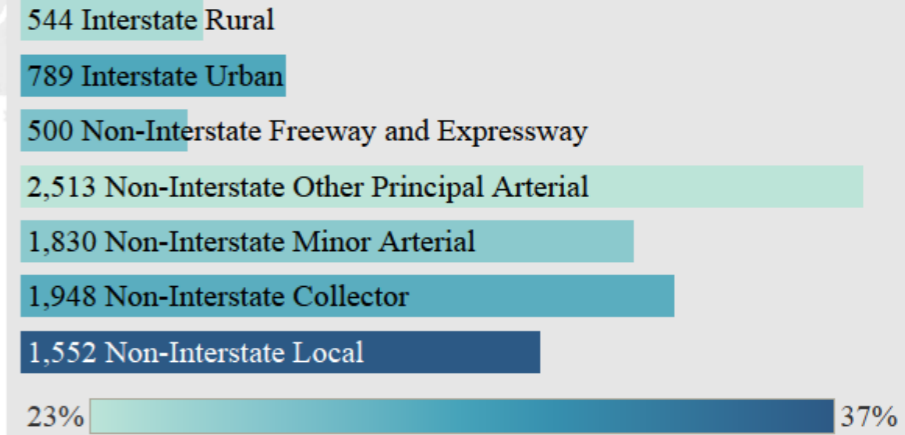 544 Interstate Rural
789 Interstate Urban
500 Non-Interstate Freeway and Expressway
2,513 Non-Interstate Other Principal Arterial
1,830 Non-Interstate Minor Arterial
1,948 Non-Interstate Collector
1,552 Non-Interstate Local
23% 37%